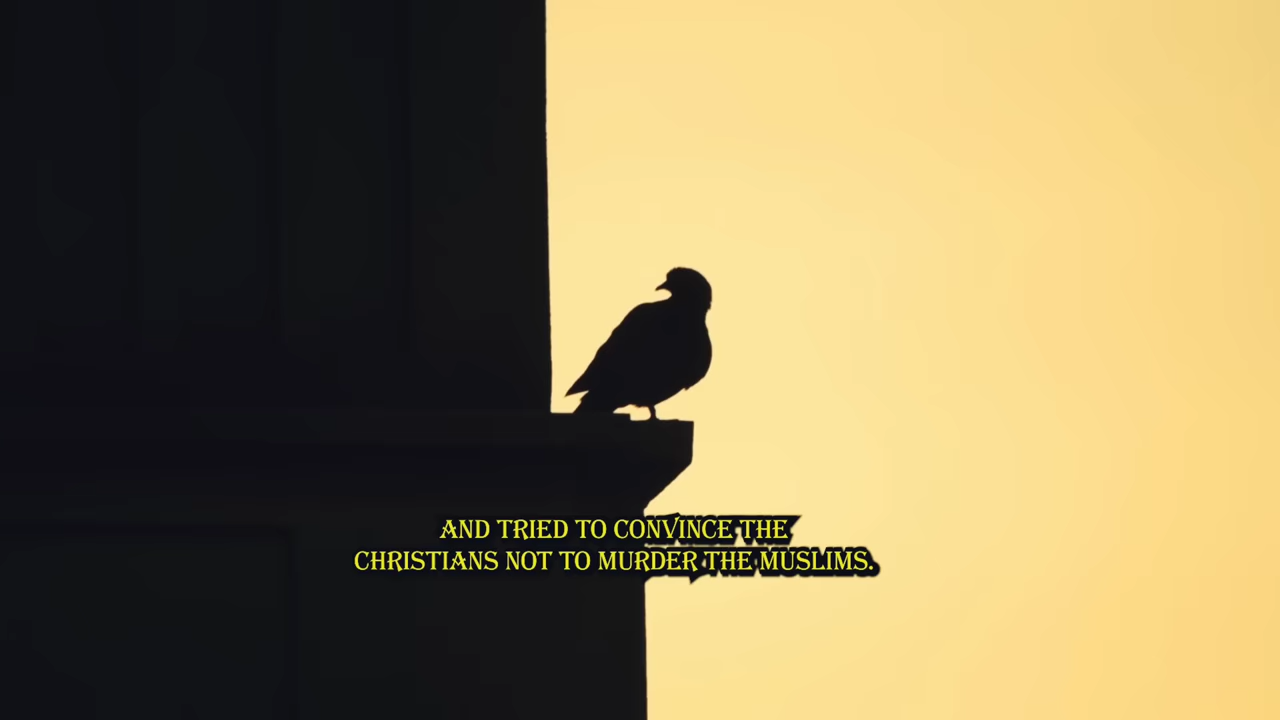 AND TRIED TO CONVINCE THE
CHRISTIANS NOT TO MURDER THE MUSLIMS.